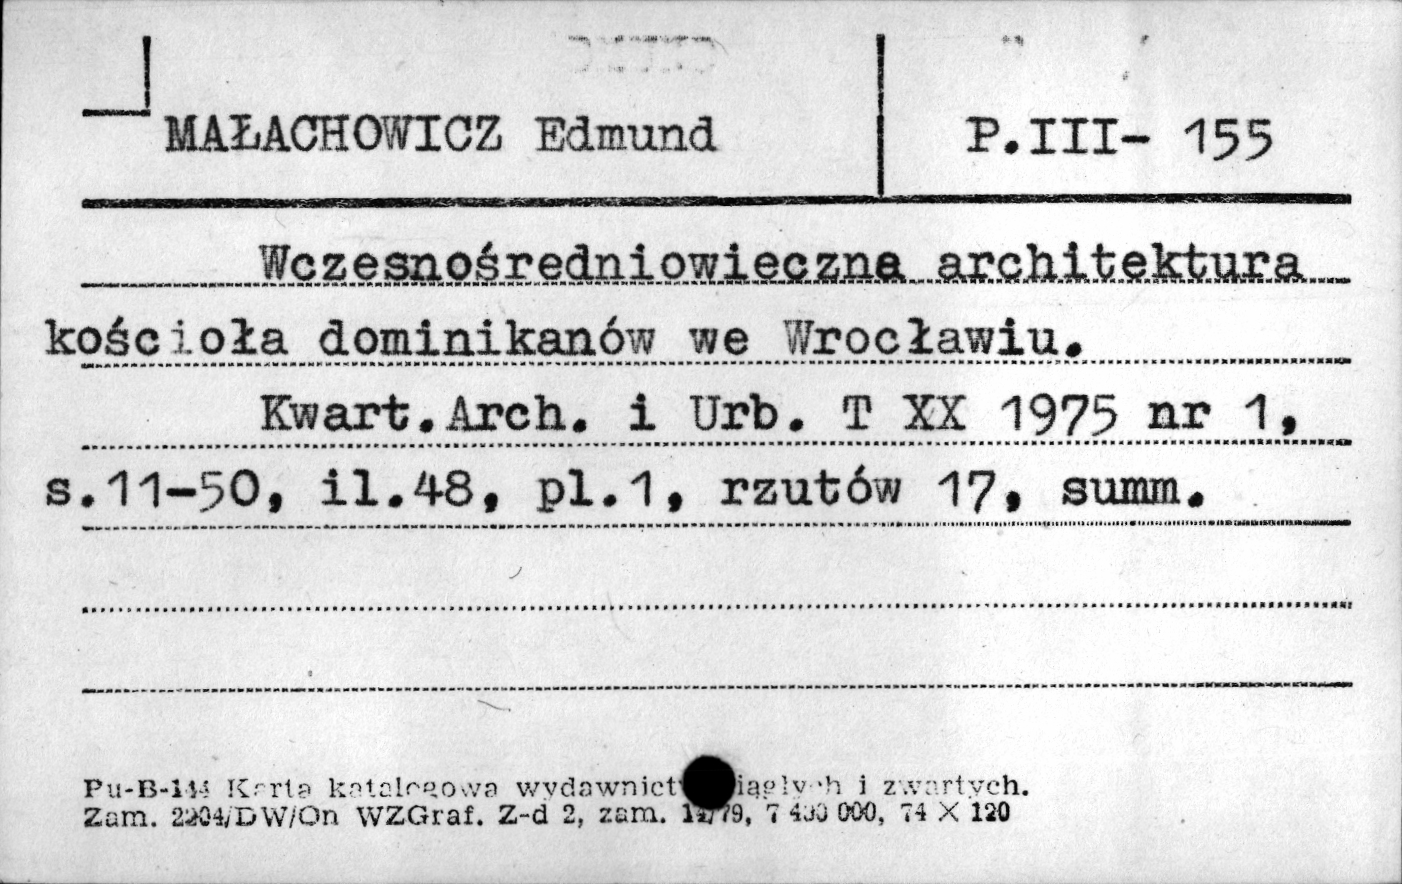 MAŁACHOWICZ Edmund
P.III- 155
Wczesnośredniowieczna architektura
kościoła dominikanów we Wrocławiu.
Kwart.Arch. i Urb. T XX 1975 nr 1,
s.11-50, il.48, pl.1, rzutów 17, summ.
Pu-B-144 Karta katalogowa i zwartych.
Zam. 2204/DW/On WZGraf. Z-d 2, zam. 7 400 000, 74 X 120